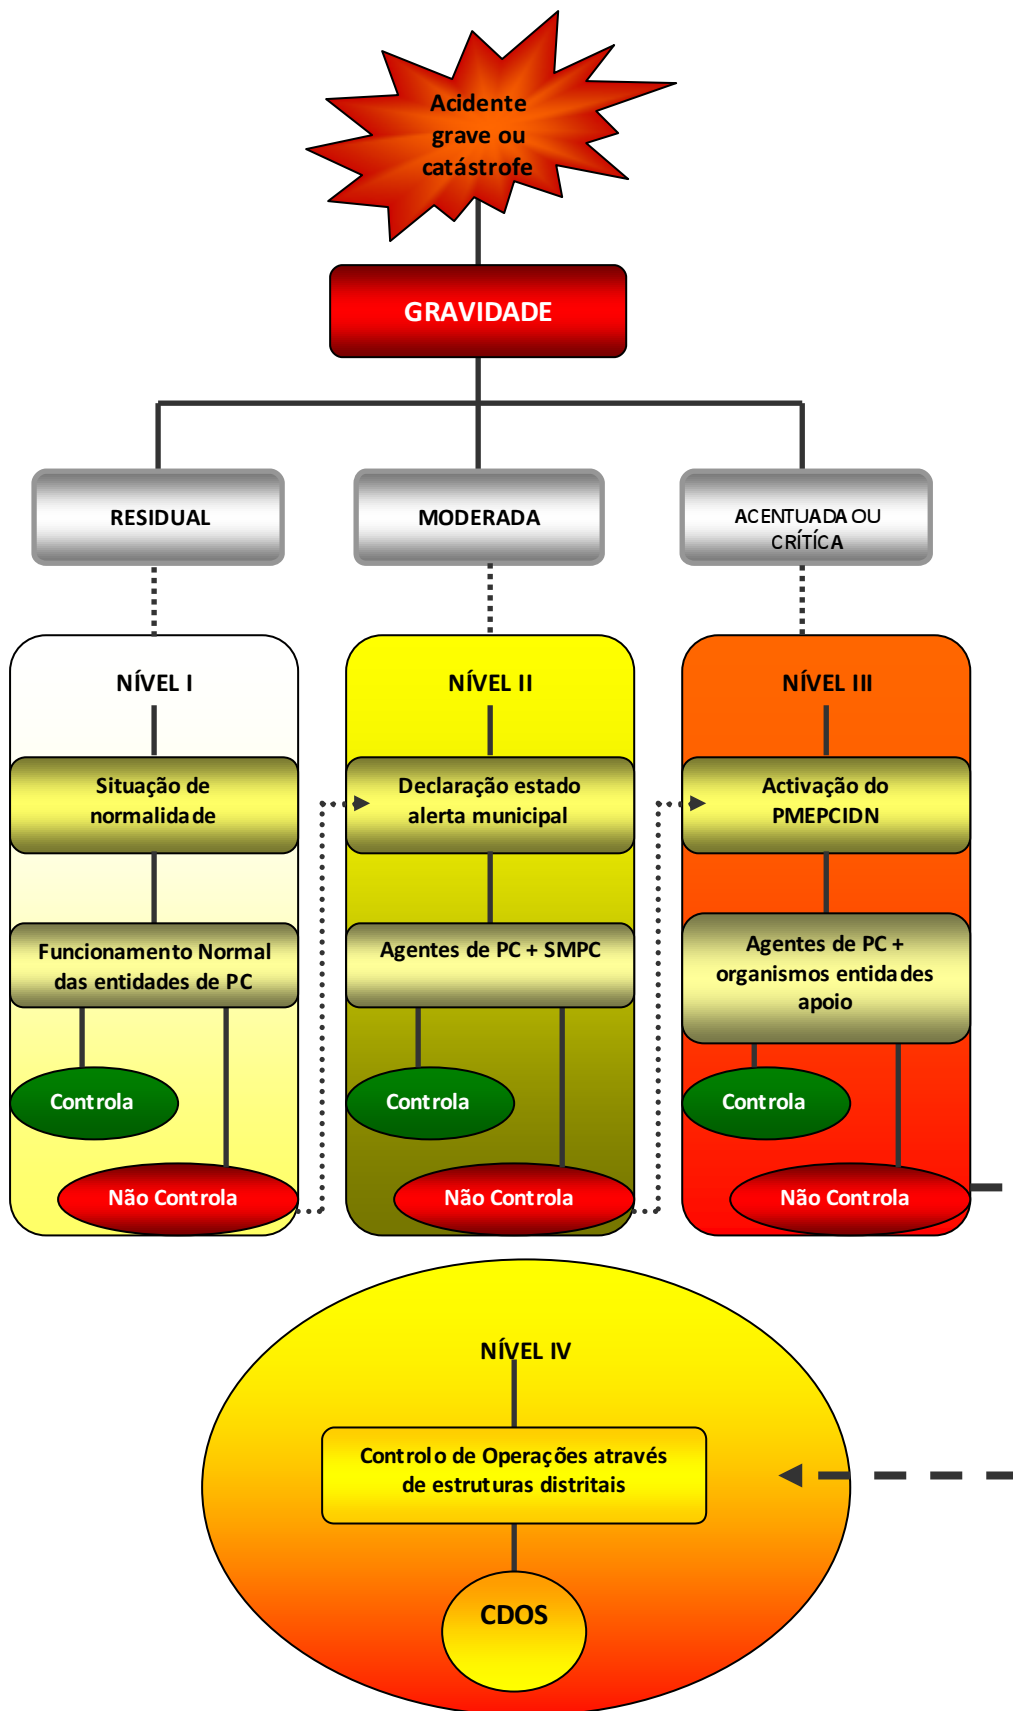 Acidente
grave ou
catástrofe
GRAVIDADE
RESIDUAL
MODERADA
ACENTUADA OU
CRÍTÍCA
NÍVEL I
Situação de
normalidade
Funcionamento Normal
das entidades de PC
Controla
Não Controla
NÍVEL II
Declaração estado
alerta municipal
Agentes de PC + SMPC
Controla
Não Controla
NÍVEL III
Activação do
PMEPCIDN
Agentes de PC +
organismos entidades
apoio
Controla
Não Controla
NÍVEL IV
Controlo de Operações através
de estruturas distritais
CDOS